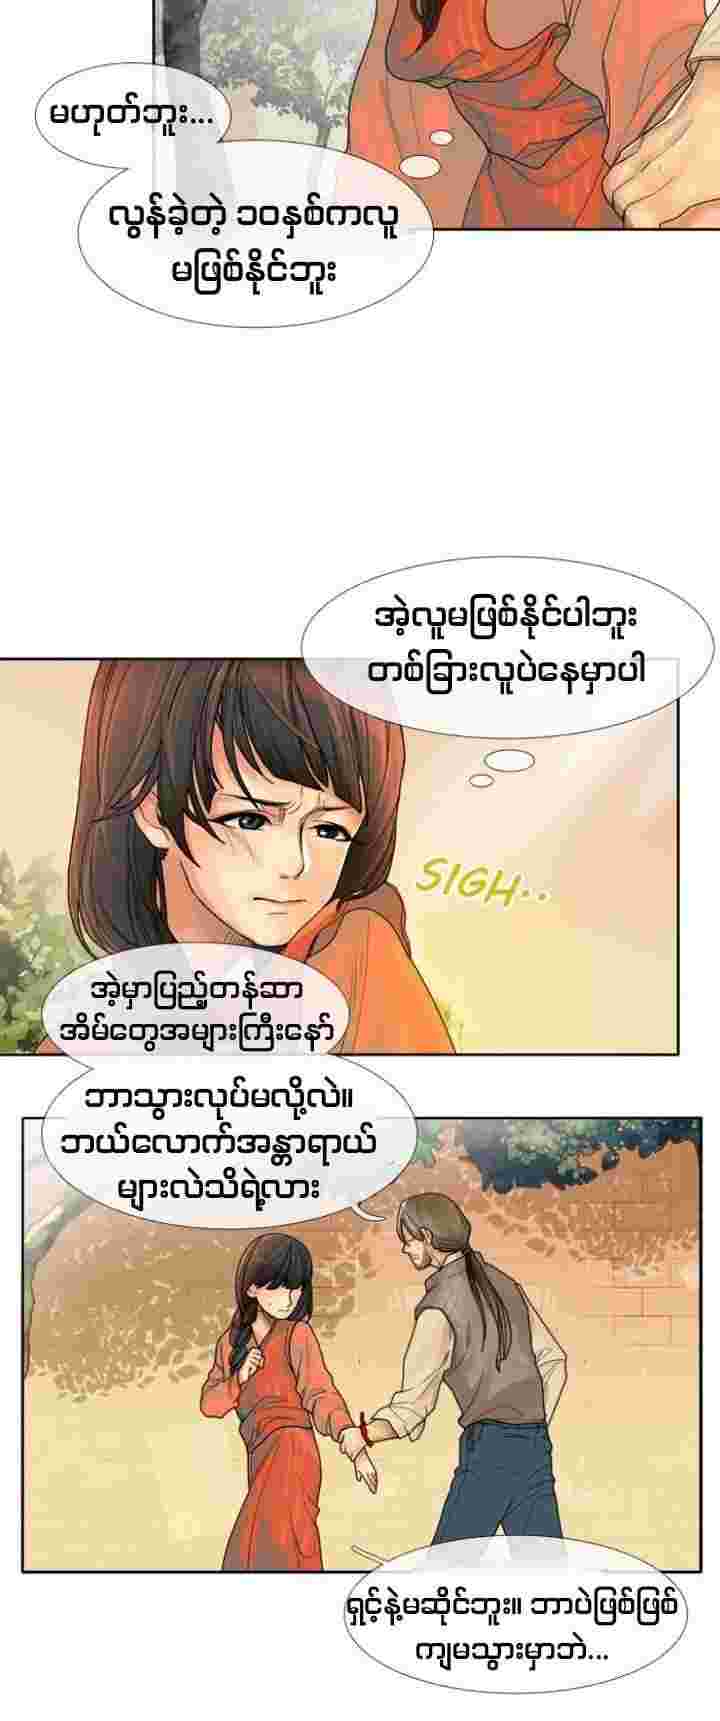 မဟုတ်ဘူး...
လွန်ခဲ့တဲ့ ၁၀နှစ်ကလူ
မဖြစ်နိုင်ဘူး
အဲ့လူမဖြစ်နိုင်ပါဘူး
တစ်ခြားလူပဲနေမှာပါ
SIGH..
အဲ့မှာပြည့်တန်ဆာ
အိမ်တွေအများကြီးနော်
ဘာသွားလုပ်မလို့လဲ။
ဘယ်လောက်အန္တာရာယ်
များလဲသိရဲ့လား
ရှင့်နဲ့မဆိုင်ဘူး။ ဘာပဲဖြစ်ဖြစ်
ကျမသွားမှာဘဲ...